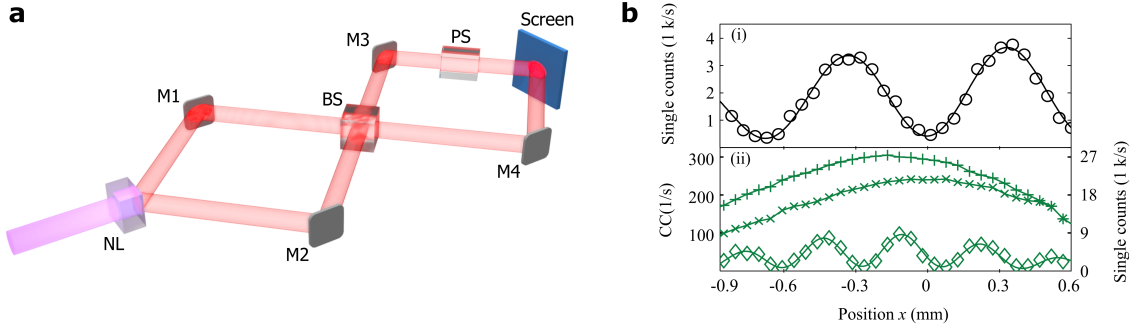 a
M1
M3
PS
Screen
BS
M4
NL
M2
b
(i)
Single counts (1 k/s)
4
3
2
1
(ii)
CC(1/s)
300
200
100
27
18
9
0
Single counts (1 k/s)
-0.9
-0.6
-0.3
0
0.3
0.6
Position x (mm)